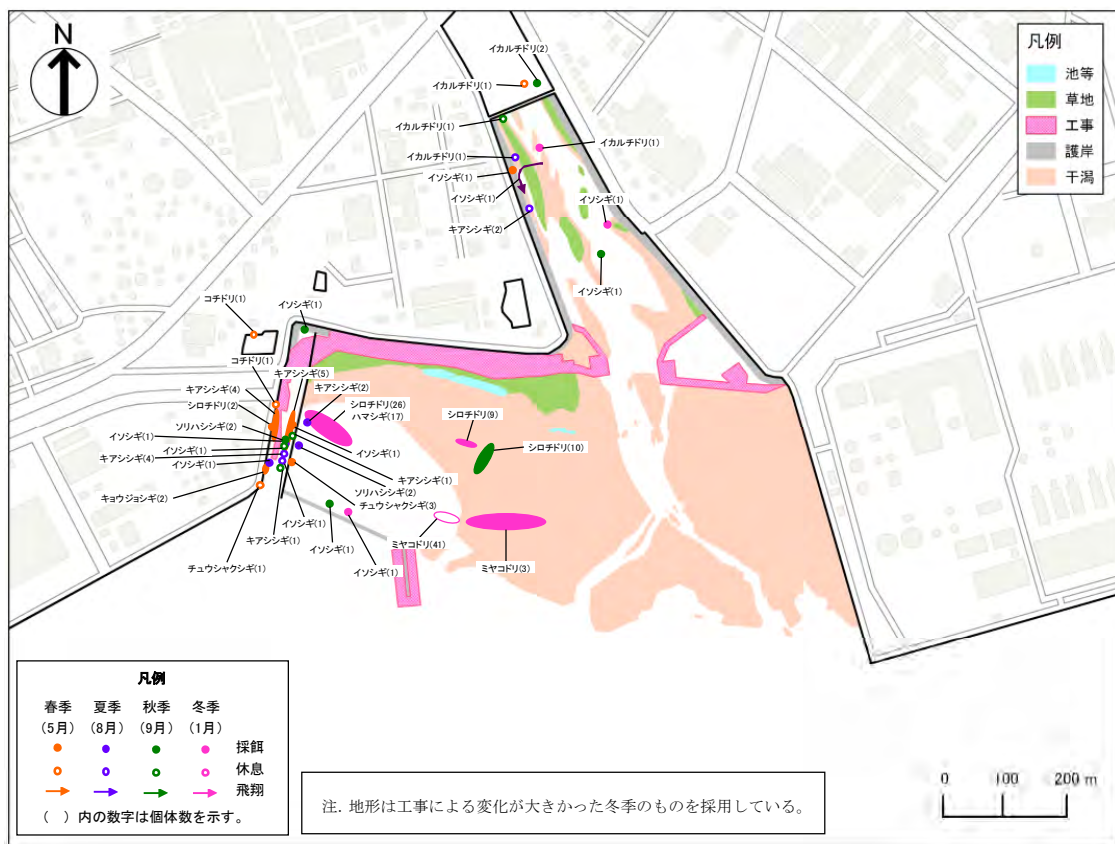 N
凡例
池等
草地
工事
護岸
干潟
イカルチドリ(2)
イカルチドリ(1)
イカルチドリ(1)
イカルチドリ(1)
イカルチドリ(1)
イソシギ(1)
イソシギ(1)
イソシギ(1)
キアシシギ(2)
イソシギ(1)
コチドリ(1)
イソシギ(1)
コチドリ(1)
キアシシギ(5)
キアシシギ(4)
キアシシギ(2)
シロチドリ(2)
シロチドリ(26)
ハマシギ(17)
ソリハシシギ(2)
シロチドリ(9)
イソシギ(1)
シロチドリ(10)
イソシギ(1)
イソシギ(1)
キアシシギ(4)
イソシギ(1)
キアシシギ(1)
ソリハシシギ(2)
キョウジョシギ(2)
チュウシャクシギ(3)
イソシギ(1)
キアシシギ(1)
イソシギ(1)
ミヤコドリ(41)
チュウシャクシギ(1)
イソシギ(1)
ミヤコドリ(3)
凡例
春季 夏季 秋季 冬季
(5月) (8月) (9月) (1月)
採餌
休息
飛翔
( )内の数字は個体数を示す。
注. 地形は工事による変化が大きかった冬季のものを採用している。
0 100 200 m